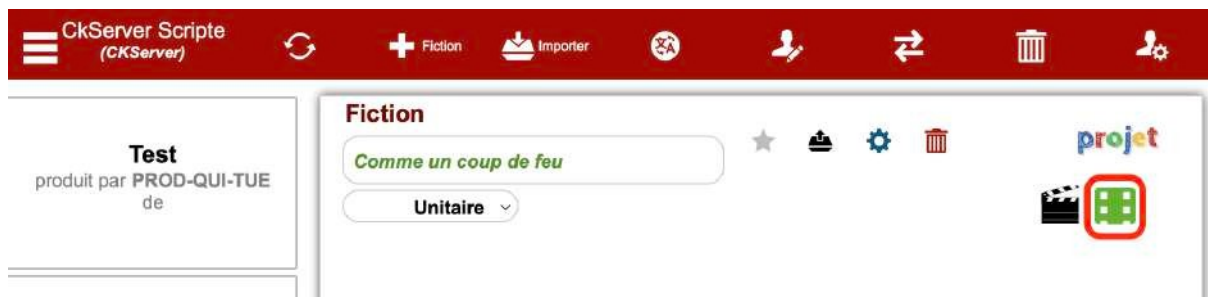 CkServer Scripte
(CKServer)
Fiction
Importer
Test
produit par PROD-QUI-TUE
de
Fiction
Comme un coup de feu
Unitaire
projet